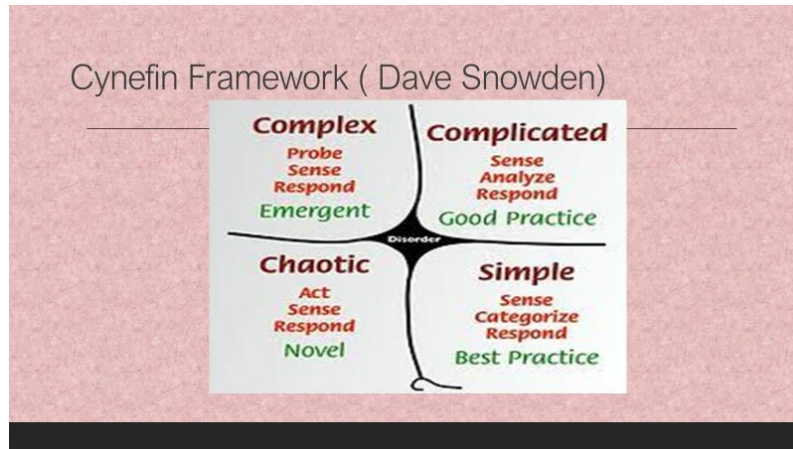 Cynefin Framework ( Dave Snowden)
Complex
Probe
Sense
Respond
Emergent
Complicated
Sense
Analyze
Respond
Good Practice
Disorder
Chaotic
Act
Sense
Respond
Novel
Simple
Sense
Categorize
Respond
Best Practice